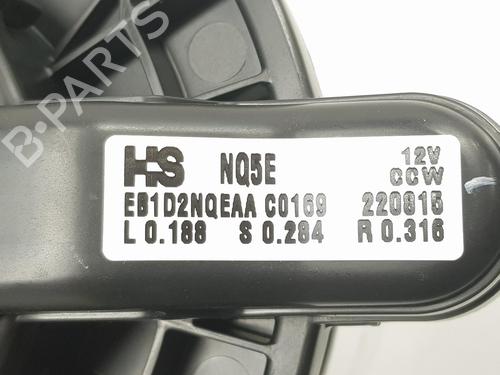 B-PARTS
HS NQ5E 12V
CCW
EB1D2NQEAA C0169 220815
L 0.188 S 0.284 R 0.316